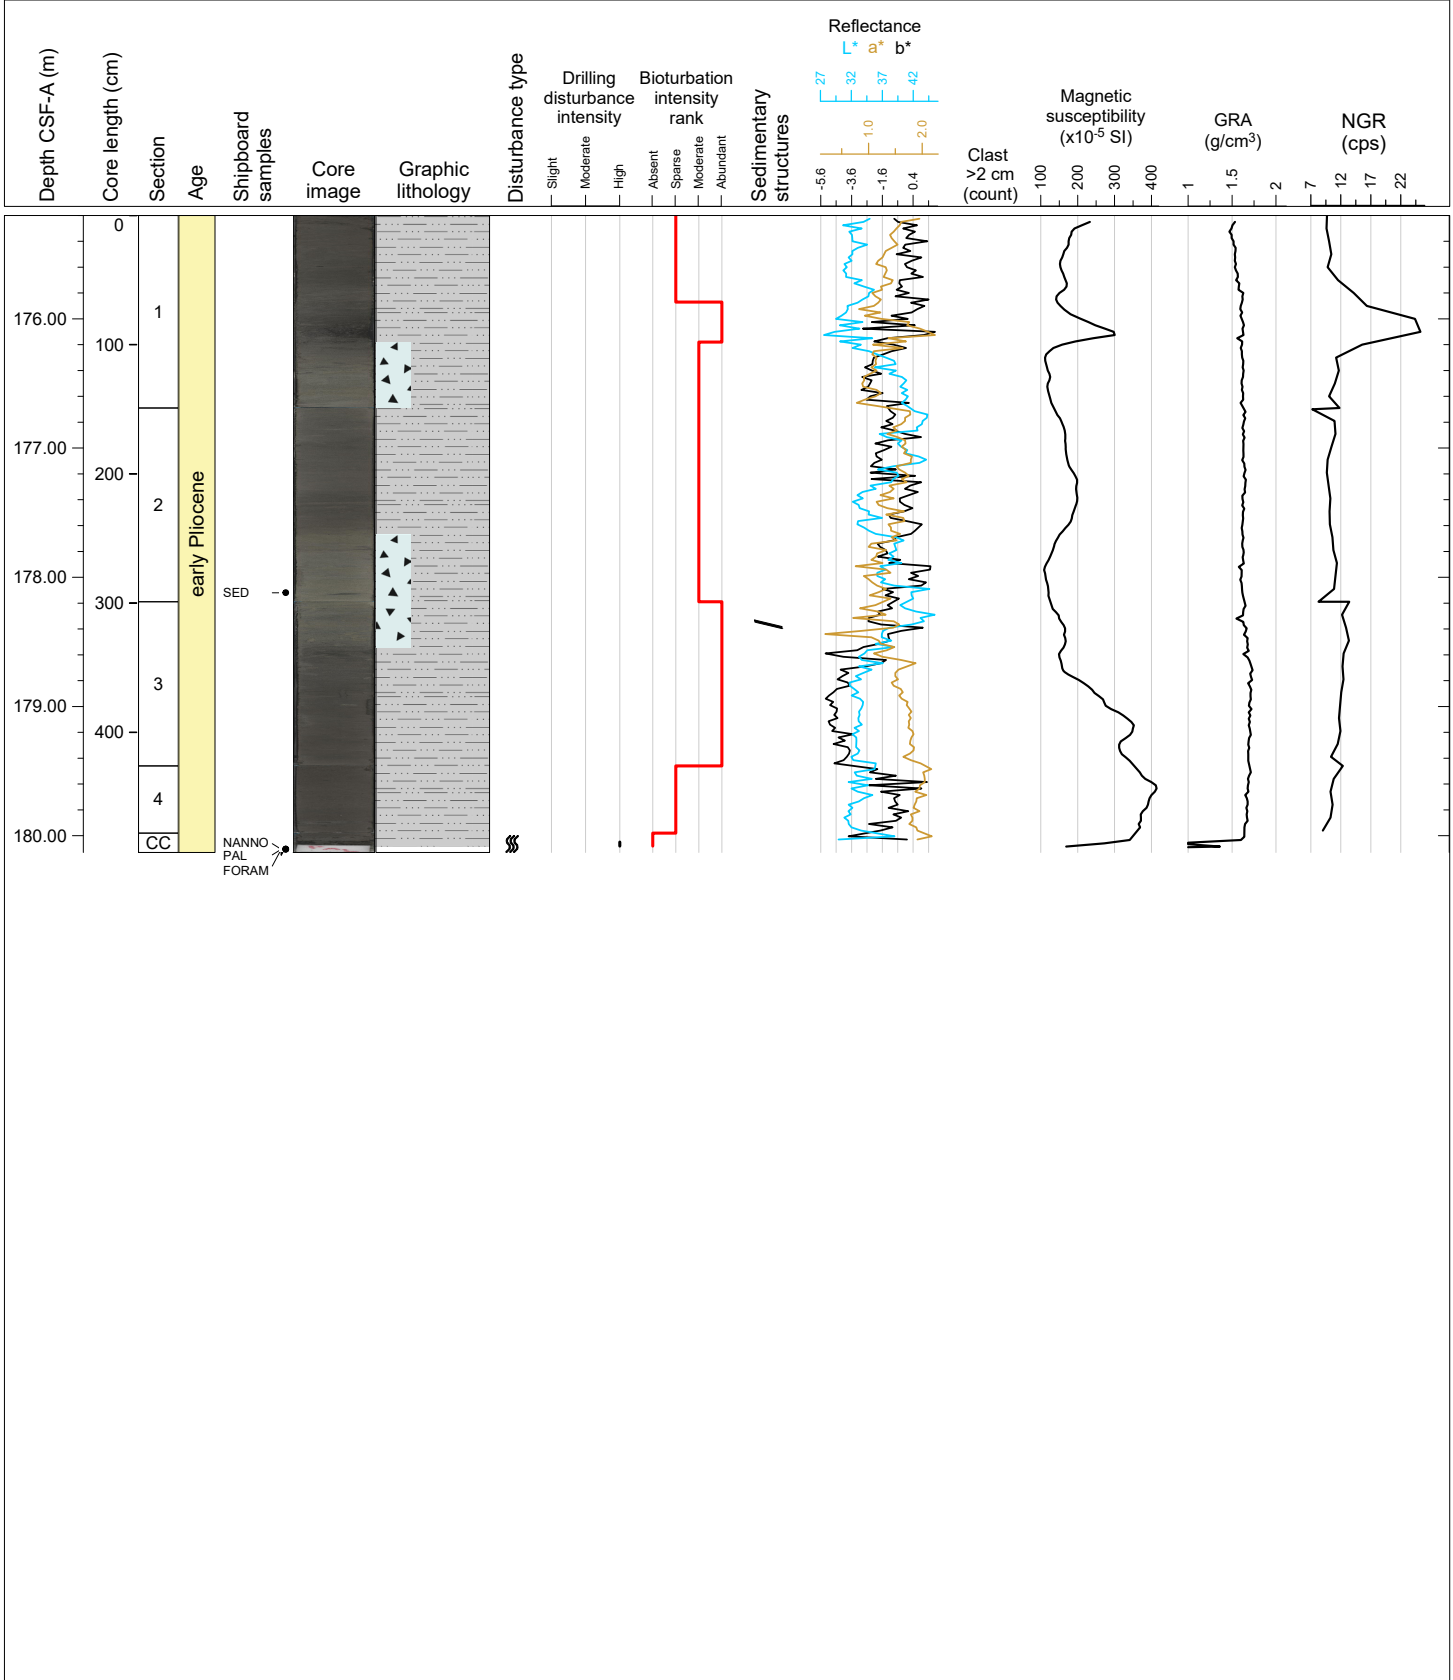 Depth CSF-A (m)
Core length (cm)
Section
Age
Shipboard
samples
Core
image
Graphic
lithology
Disturbance type
Drilling
disturbance
intensity
Slight
Moderate
High
Bioturbation
intensity
rank
Absent
Sparse
Moderate
Abundant
Sedimentary
structures
Reflectance
L* a* b*
27 32 37 42
1.0 2.0
-5.6 -3.6 -1.6 0.4
Clast
>2 cm
(count)
Magnetic
susceptibility
(x10-5 SI)
100 200 300 400
GRA
(g/cm3)
1 1.5 2
NGR
(cps)
7 12 17 22
0
1
176.00
100
177.00
200
2
early Pliocene
178.00
SED
300
3
179.00
400
4
180.00
CC
NANNO
PAL
FORAM